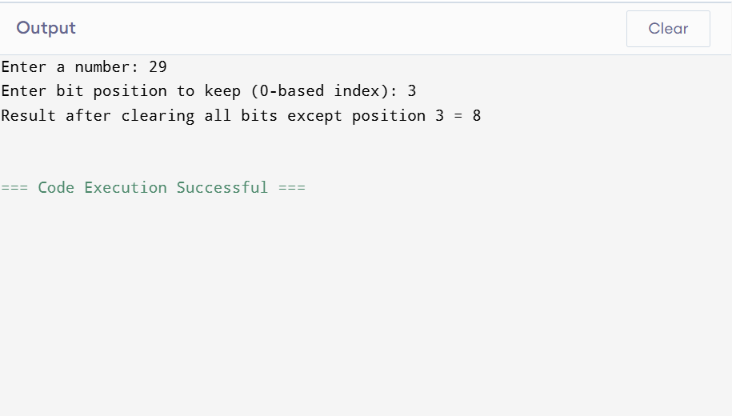 Output
Clear
Enter a number: 29
Enter bit position to keep (0-based index): 3
Result after clearing all bits except position 3 = 8
=== Code Execution Successful ===